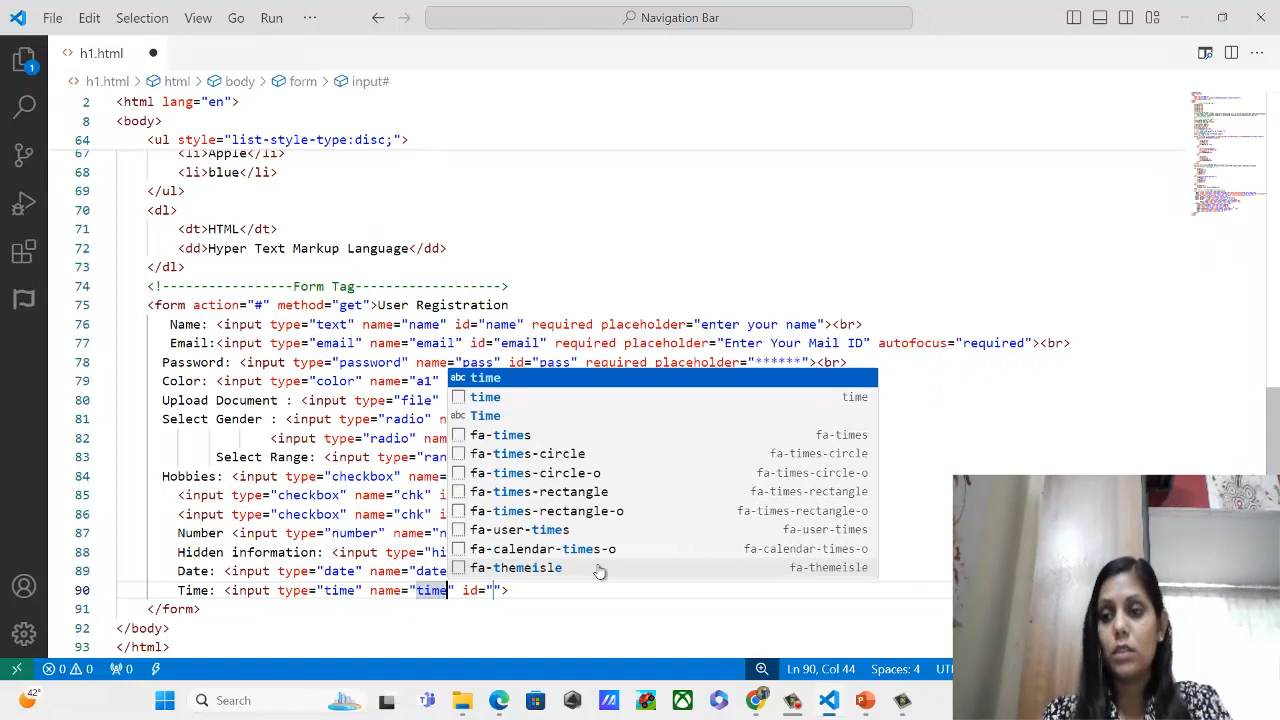 File Edit Selection View Go Run ··· Navigation Bar
h1.html
h1.html > html > body > form > input#
2 <html lang="en">
8 <body>
64 <ul style="list-style-type:disc;">
67 <li>Apple</li>
68 <li>blue</li>
69 </ul>
70 <dl>
71 <dt>HTML</dt>
72 <dd>Hyper Text Markup Language</dd>
73 </dl>
74 <!-----------------Form Tag------------------->
75 <form action="#" method="get">User Registration
76 Name: <input type="text" name="name" id="name" required placeholder="enter your name"><br>
77 Email:<input type="email" name="email" id="email" required placeholder="Enter Your Mail ID" autofocus="required"><br>
78 Password: <input type="password" name="pass" id="pass" required placeholder="******"><br>
79 Color: <input type="color" name="a1"
80 Upload Document : <input type="file"
81 Select Gender : <input type="radio"
82 <input type="radio"
83 Select Range: <input
84 Hobbies: <input type="checkbox"
85 <input type="checkbox" name="chk"
86 <input type="checkbox" name="chk"
87 Number <input type="number" name=
88 Hidden information: <input
89 Date: <input type="date" name="date
90 Time: <input type="time" name="time" id="">
91 </form>
92 </body>
93 </html>
abc time
time time
abc Time
fa-times fa-times
fa-times-circle fa-times-circle
fa-times-circle-o fa-times-circle-o
fa-times-rectangle fa-times-rectangle
fa-times-rectangle-o fa-times-rectangle-o
fa-user-times fa-user-times
fa-calendar-times-o fa-calendar-times-o
fa-themeisle fa-themeisle
1
0 0 0 Ln 90, Col 44 Spaces: 4
42° Search